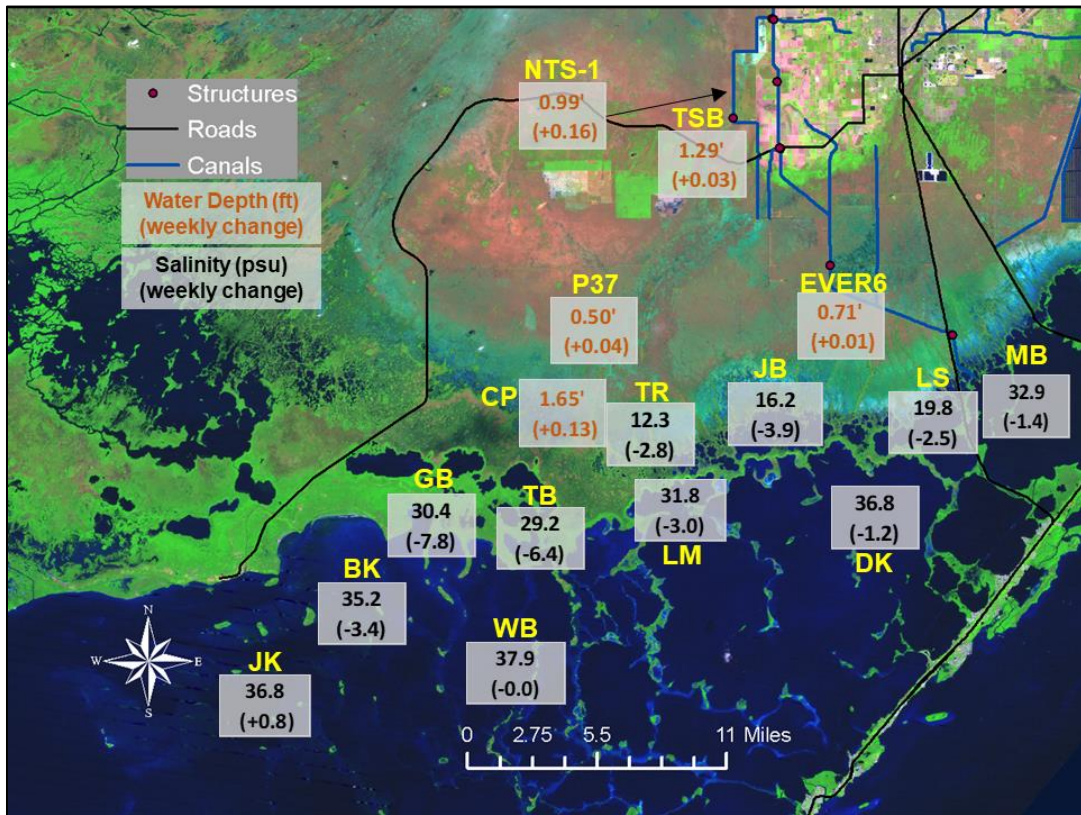 NTS-1
0.99'
(+0.16)
TSB
1.29'
(+0.03)
Structures
Roads
Canals
Water Depth (ft)
(weekly change)
Salinity (psu)
(weekly change)
P37
0.50'
(+0.04)
EVER6
0.71'
(+0.01)
MB
32.9
(-1.4)
CP
1.65'
(+0.13)
TR
12.3
(-2.8)
JB
16.2
(-3.9)
LS
19.8
(-2.5)
GB
30.4
(-7.8)
TB
29.2
(-6.4)
31.8
(-3.0)
LM
36.8
(-1.2)
DK
BK
35.2
(-3.4)
WB
37.9
(-0.0)
JK
36.8
(+0.8)
N
W E
S
0 2.75 5.5 11 Miles